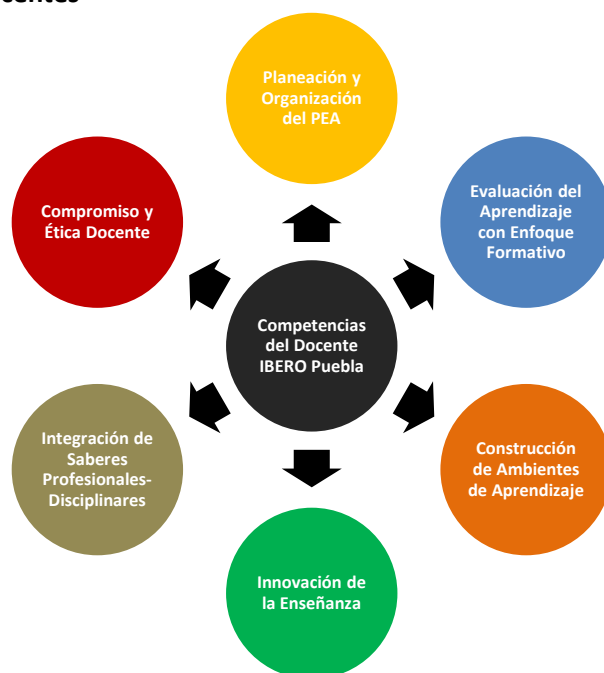 Planeación y
Organización
del PEA
Evaluación del
Aprendizaje
con Enfoque
Formativo
Construcción
de Ambientes
de Aprendizaje
Innovación de
la Enseñanza
Integración de
Saberes
Profesionales-
Disciplinares
Compromiso y
Ética Docente
Competencias
del Docente
IBERO Puebla